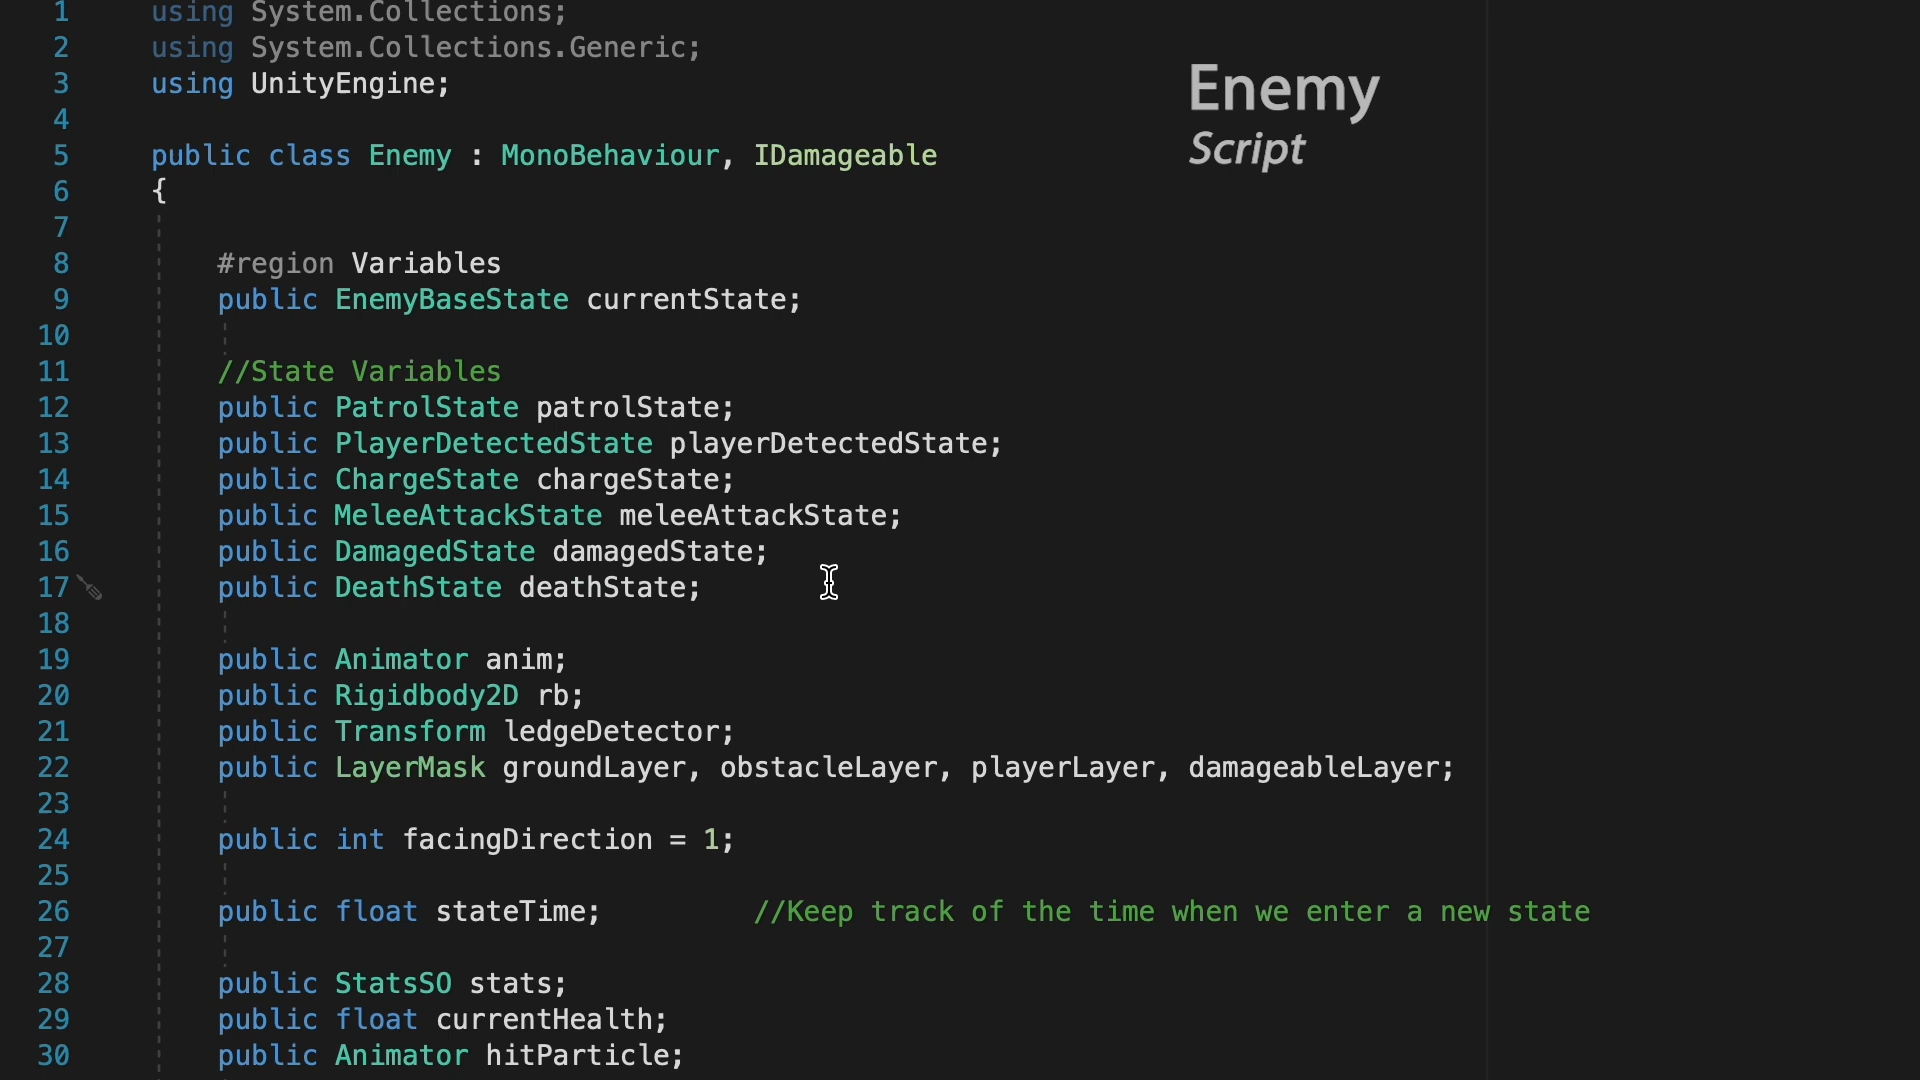 1 using System.Collections;
2 using System.Collections.Generic;
3 using UnityEngine;
4
5 public class Enemy : MonoBehaviour, IDamageable
6 {
7
8 #region Variables
9 public EnemyBaseState currentState;
10
11 //State Variables
12 public PatrolState patrolState;
13 public PlayerDetectedState playerDetectedState;
14 public ChargeState chargeState;
15 public MeleeAttackState meleeAttackState;
16 public DamagedState damagedState;
17 public DeathState deathState;
18
19 public Animator anim;
20 public Rigidbody2D rb;
21 public Transform ledgeDetector;
22 public LayerMask groundLayer, obstacleLayer, playerLayer, damageableLayer;
23
24 public int facingDirection = 1;
25
26 public float stateTime; //Keep track of the time when we enter a new state
27
28 public StatsSO stats;
29 public float currentHealth;
30 public Animator hitParticle;
Enemy
Script